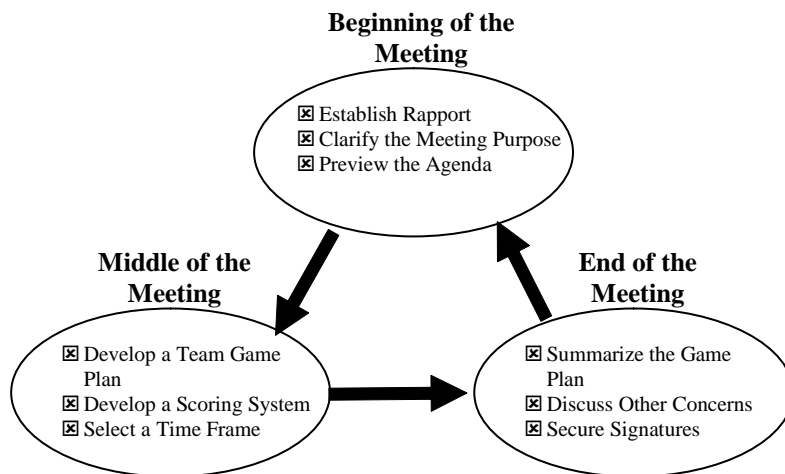 Beginning of the
Meeting
☒ Establish Rapport
☒ Clarify the Meeting Purpose
☒ Preview the Agenda
Middle of the
Meeting
☒ Develop a Team Game
Plan
☒ Develop a Scoring System
☒ Select a Time Frame
End of the
Meeting
☒ Summarize the Game
Plan
☒ Discuss Other Concerns
☒ Secure Signatures